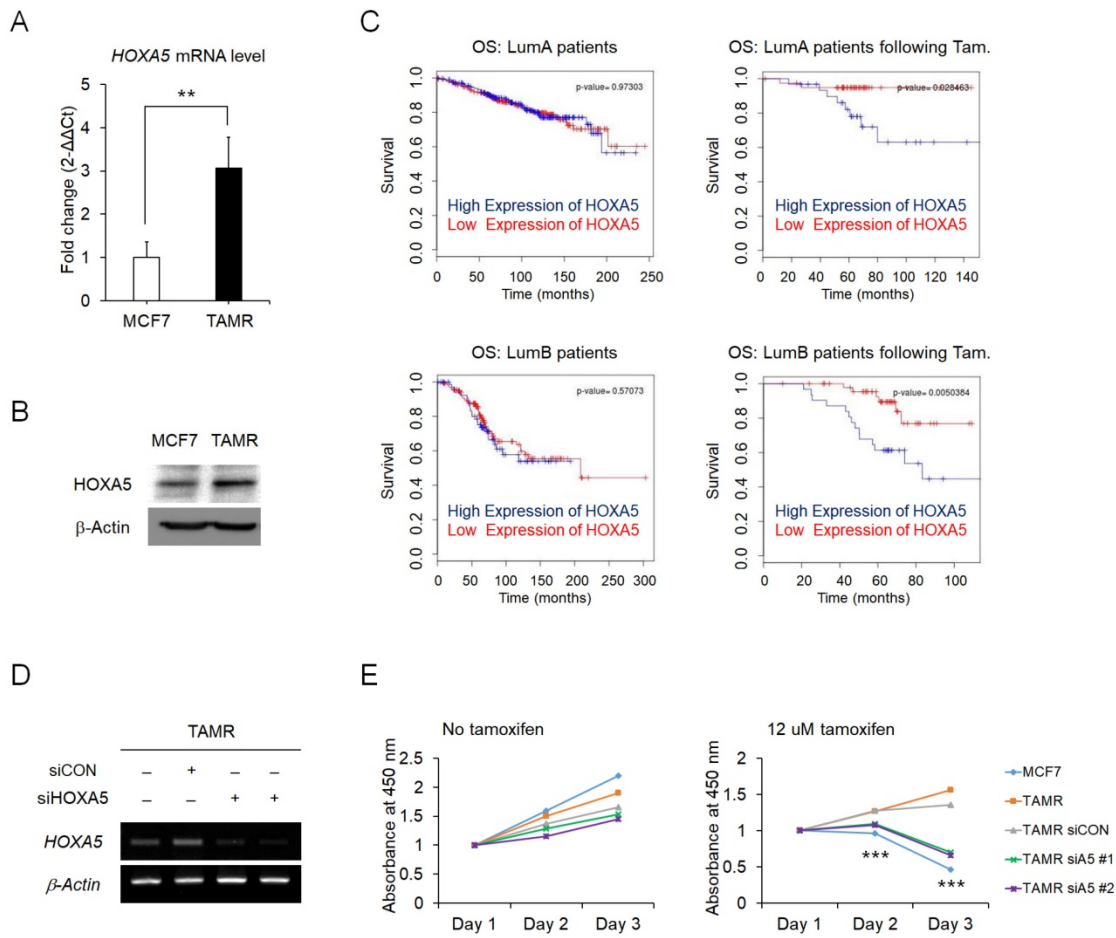 A
HOXA5 mRNA level
Fold change (2-ΔΔCt)
5
4
3
2
1
0
**
MCF7 TAMR
B
MCF7 TAMR
HOXA5
β-Actin
C
OS: LumA patients
p-value= 0.97303
Survival
1.0
0.8
0.6
0.4
0.2
0.0
High Expression of HOXA5
Low Expression of HOXA5
0 50 100 150 200 250
Time (months)
OS: LumA patients following Tam.
p-value= 0.028463
Survival
1.0
0.8
0.6
0.4
0.2
0.0
High Expression of HOXA5
Low Expression of HOXA5
0 20 40 60 80 100 120 140
Time (months)
OS: LumB patients
p-value= 0.57073
Survival
1.0
0.8
0.6
0.4
0.2
0.0
High Expression of HOXA5
Low Expression of HOXA5
0 50 100 150 200 250 300
Time (months)
OS: LumB patients following Tam.
p-value= 0.0050384
Survival
1.0
0.8
0.6
0.4
0.2
0.0
High Expression of HOXA5
Low Expression of HOXA5
0 20 40 60 80 100
Time (months)
D
TAMR
siCON – + – –
siHOXA5 – – + +
HOXA5
β-Actin
E
No tamoxifen
Absorbance at 450 nm
2.5
2
1.5
1
0.5
0
Day 1 Day 2 Day 3
12 uM tamoxifen
Absorbance at 450 nm
2
1.5
1
0.5
0
***
***
Day 1 Day 2 Day 3
MCF7
TAMR
TAMR siCON
TAMR siA5 #1
TAMR siA5 #2